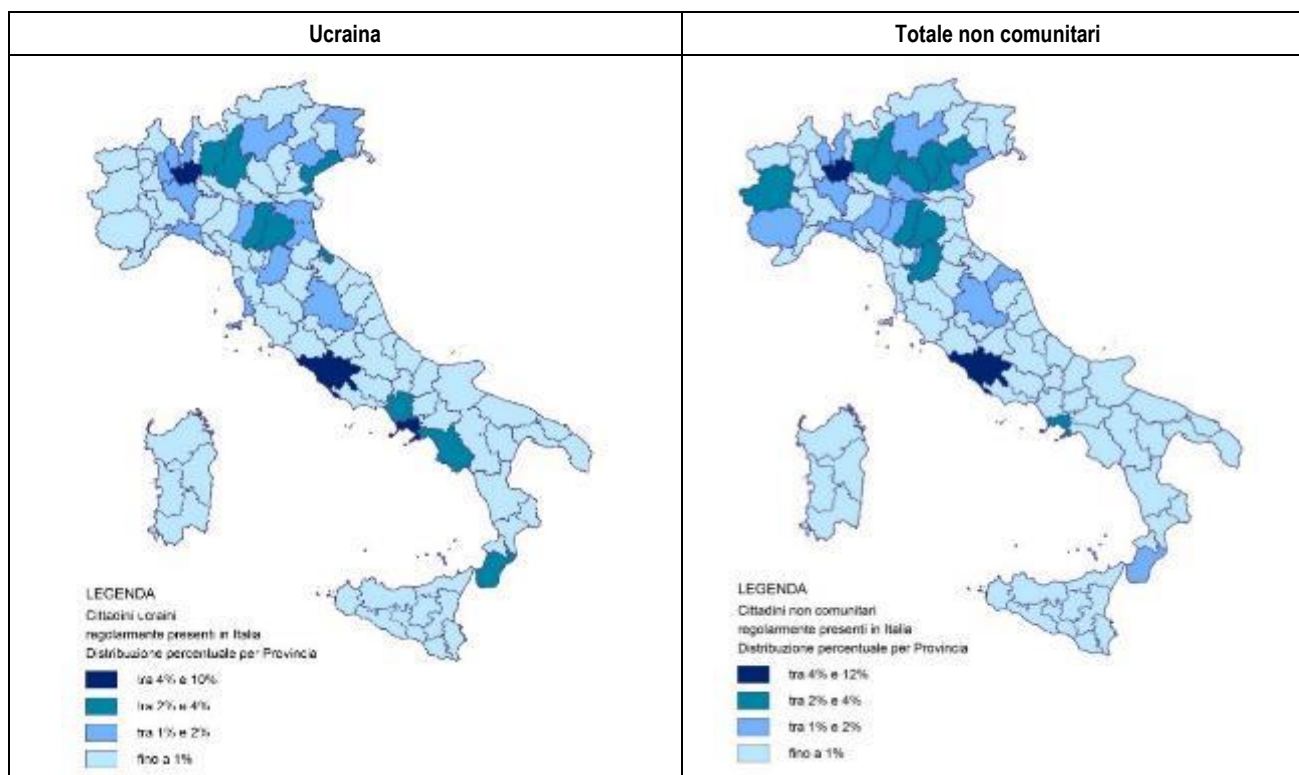 Ucraina
Totale non comunitari
LEGENDA
Cittadini ucraini
regolarmente presenti in Italia
Distribuzione percentuale per Provincia
tra 4% e 10%
tra 2% e 4%
tra 1% e 2%
fino a 1%
LEGENDA
Cittadini non comunitari
regolarmente presenti in Italia
Distribuzione percentuale per Provincia
tra 4% e 12%
tra 2% e 4%
tra 1% e 2%
fino a 1%